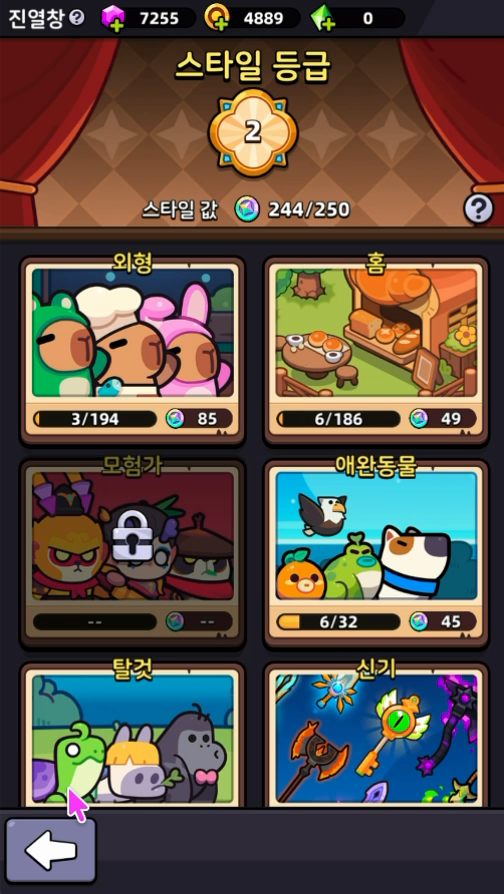 진열창 ? 7255 4889 0
스타일 등급
2
스타일 값 244/250 ?
외형 홈
3/194 85 6/186 49
모험가 애완동물
-- -- 6/32 45
탈것 신기